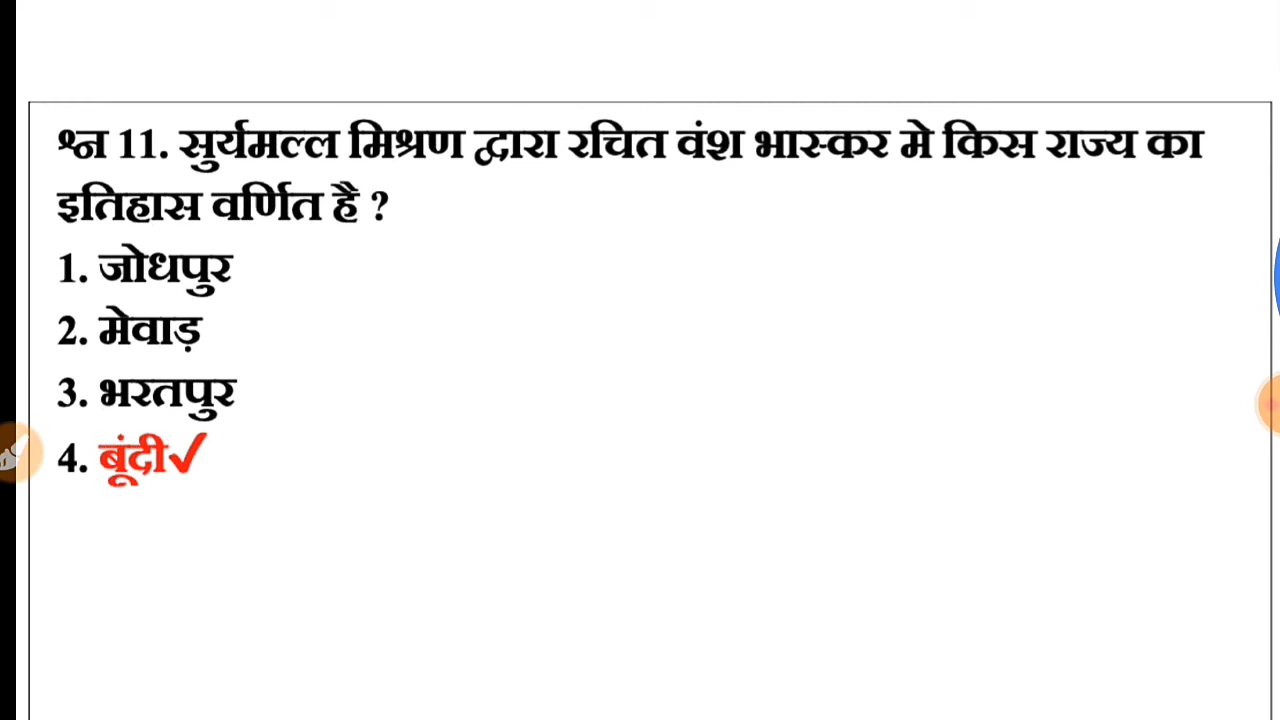 श्न 11. सुर्यमल्ल मिश्रण द्वारा रचित वंश भास्कर मे किस राज्य का
इतिहास वर्णित है ?
1. जोधपुर
2. मेवाड़
3. भरतपुर
4. बूंदी✓